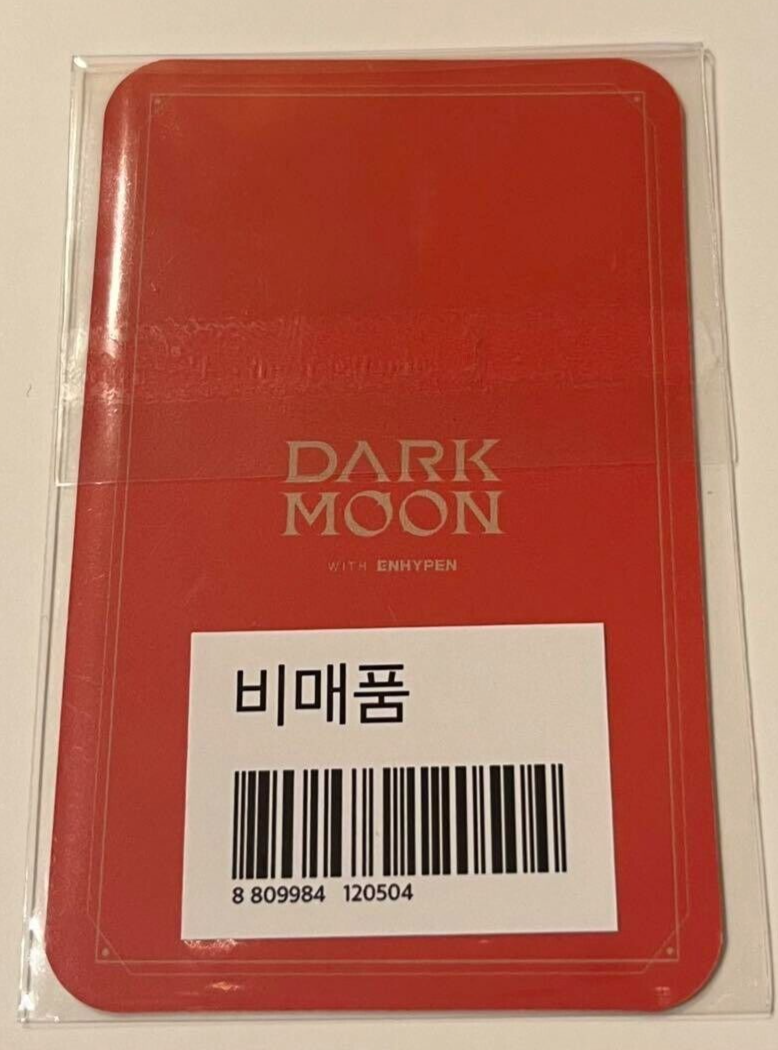 DARK
MOON
WITH ENHYPEN
비매품
8 809984 120504